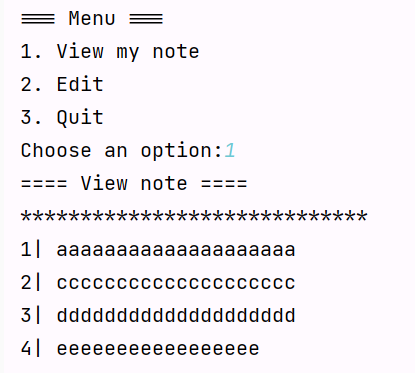 === Menu ===
1. View my note
2. Edit
3. Quit
Choose an option:1
==== View note ====
*****************************
1| aaaaaaaaaaaaaaaaaaaa
2| cccccccccccccccccccc
3| dddddddddddddddddddd
4| eeeeeeeeeeeeeeeee